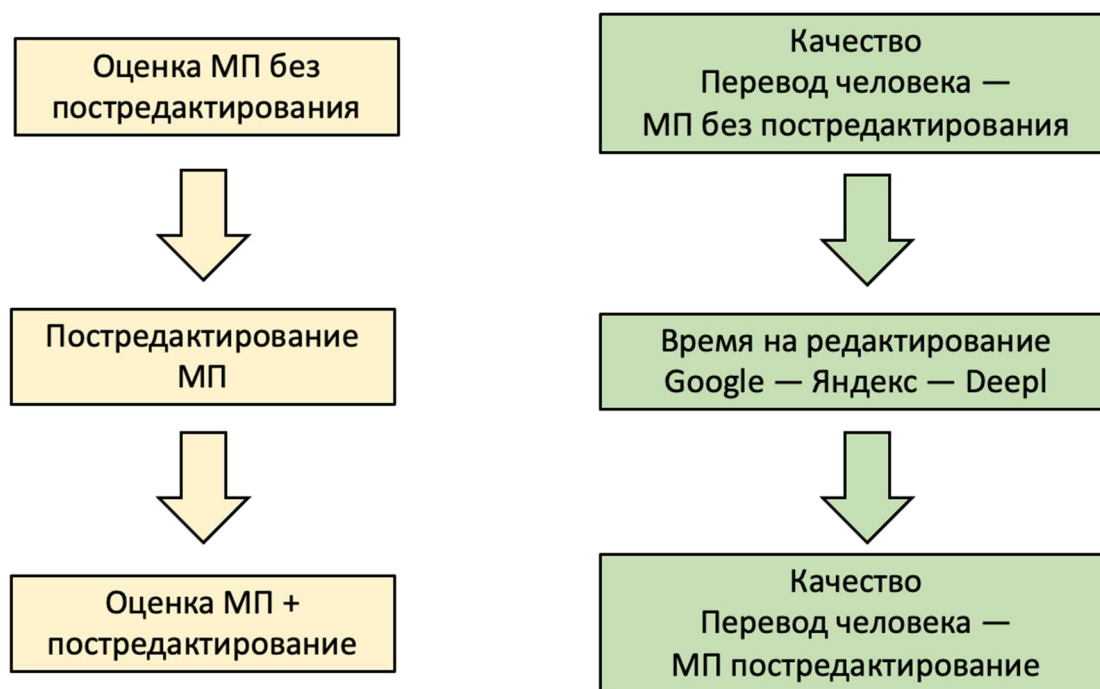 Оценка МП без
постредактирования
Постредактирование
МП
Оценка МП +
постредактирование
Качество
Перевод человека —
МП без постредактирования
Время на редактирование
Google — Яндекс — Deepl
Качество
Перевод человека —
МП постредактирование